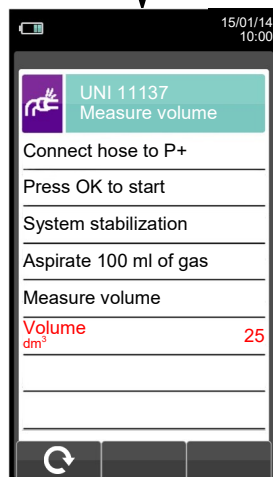 15/01/14
10:00
UNI 11137
Measure volume
Connect hose to P+
Press OK to start
System stabilization
Aspirate 100 ml of gas
Measure volume
Volume 25
dm³